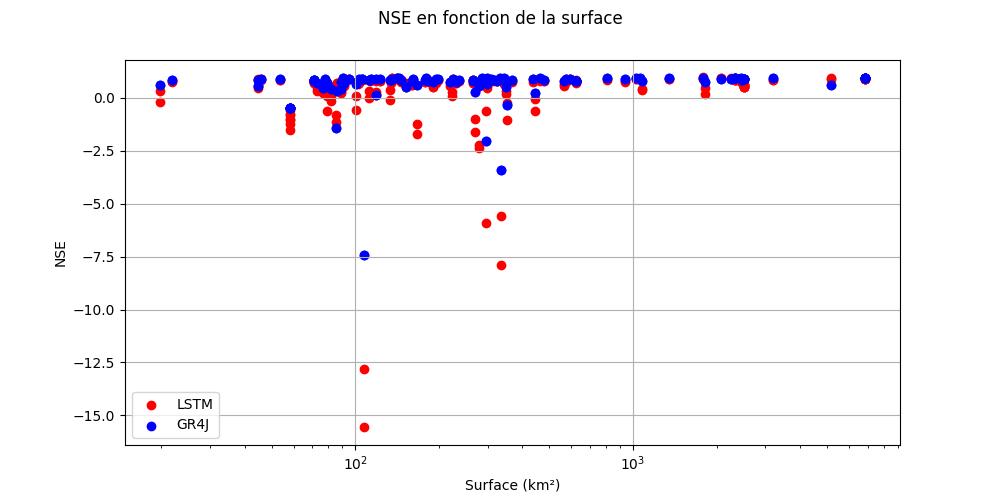 NSE en fonction de la surface
NSE
0.0
−2.5
−5.0
−7.5
−10.0
−12.5
−15.0
LSTM
GR4J
10²
10³
Surface (km²)